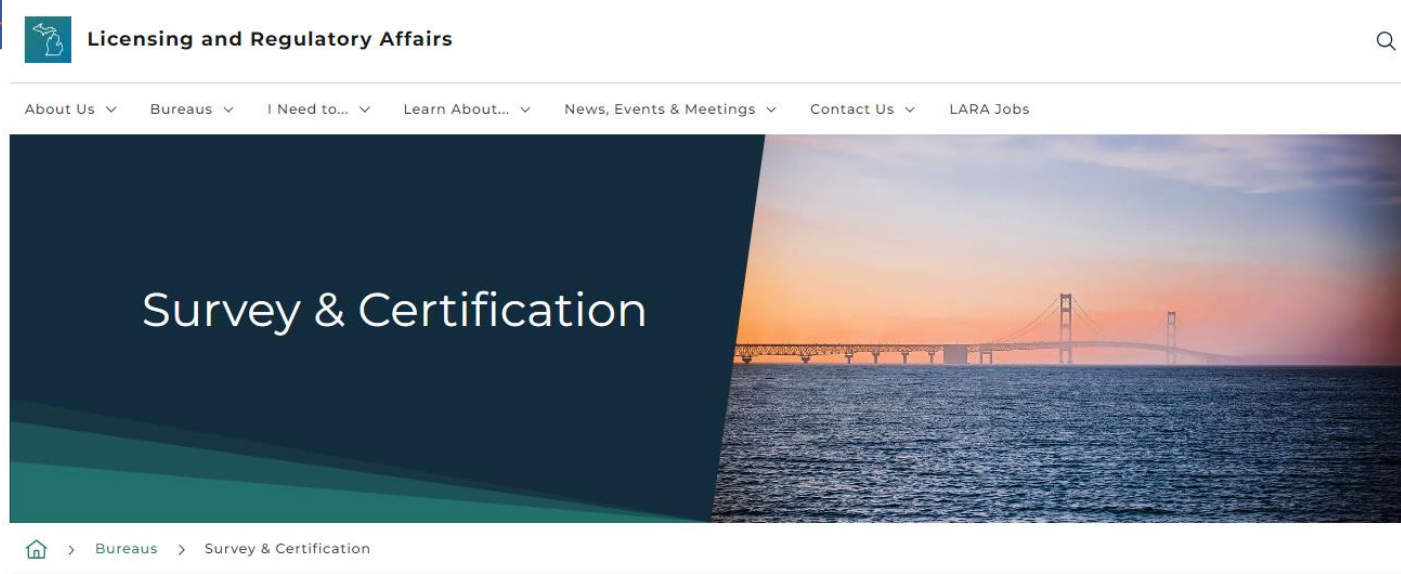 Licensing and Regulatory Affairs
About Us Bureaus I Need to... Learn About... News, Events & Meetings Contact Us LARA Jobs
Survey & Certification
> Bureaus > Survey & Certification